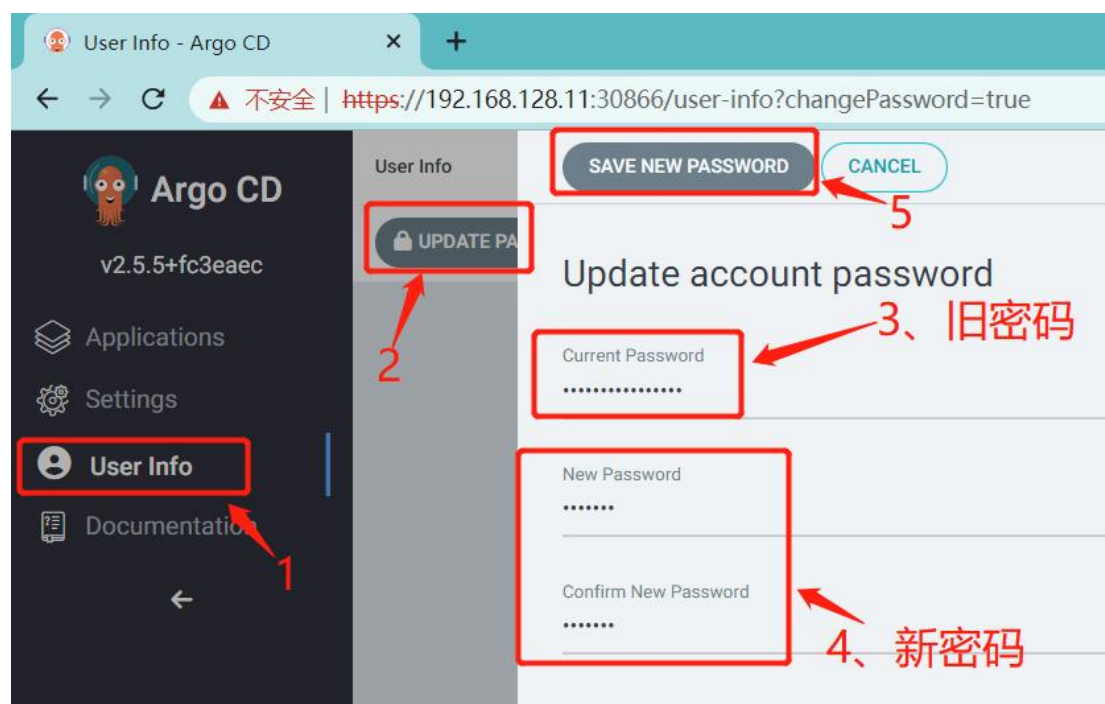 User Info - Argo CD
不安全 | https://192.168.128.11:30866/user-info?changePassword=true
Argo CD
v2.5.5+fc3eaec
Applications
Settings
User Info
Documentation
1
User Info
UPDATE PA
2
SAVE NEW PASSWORD
CANCEL
5
Update account password
3、旧密码
Current Password
New Password
Confirm New Password
4、新密码